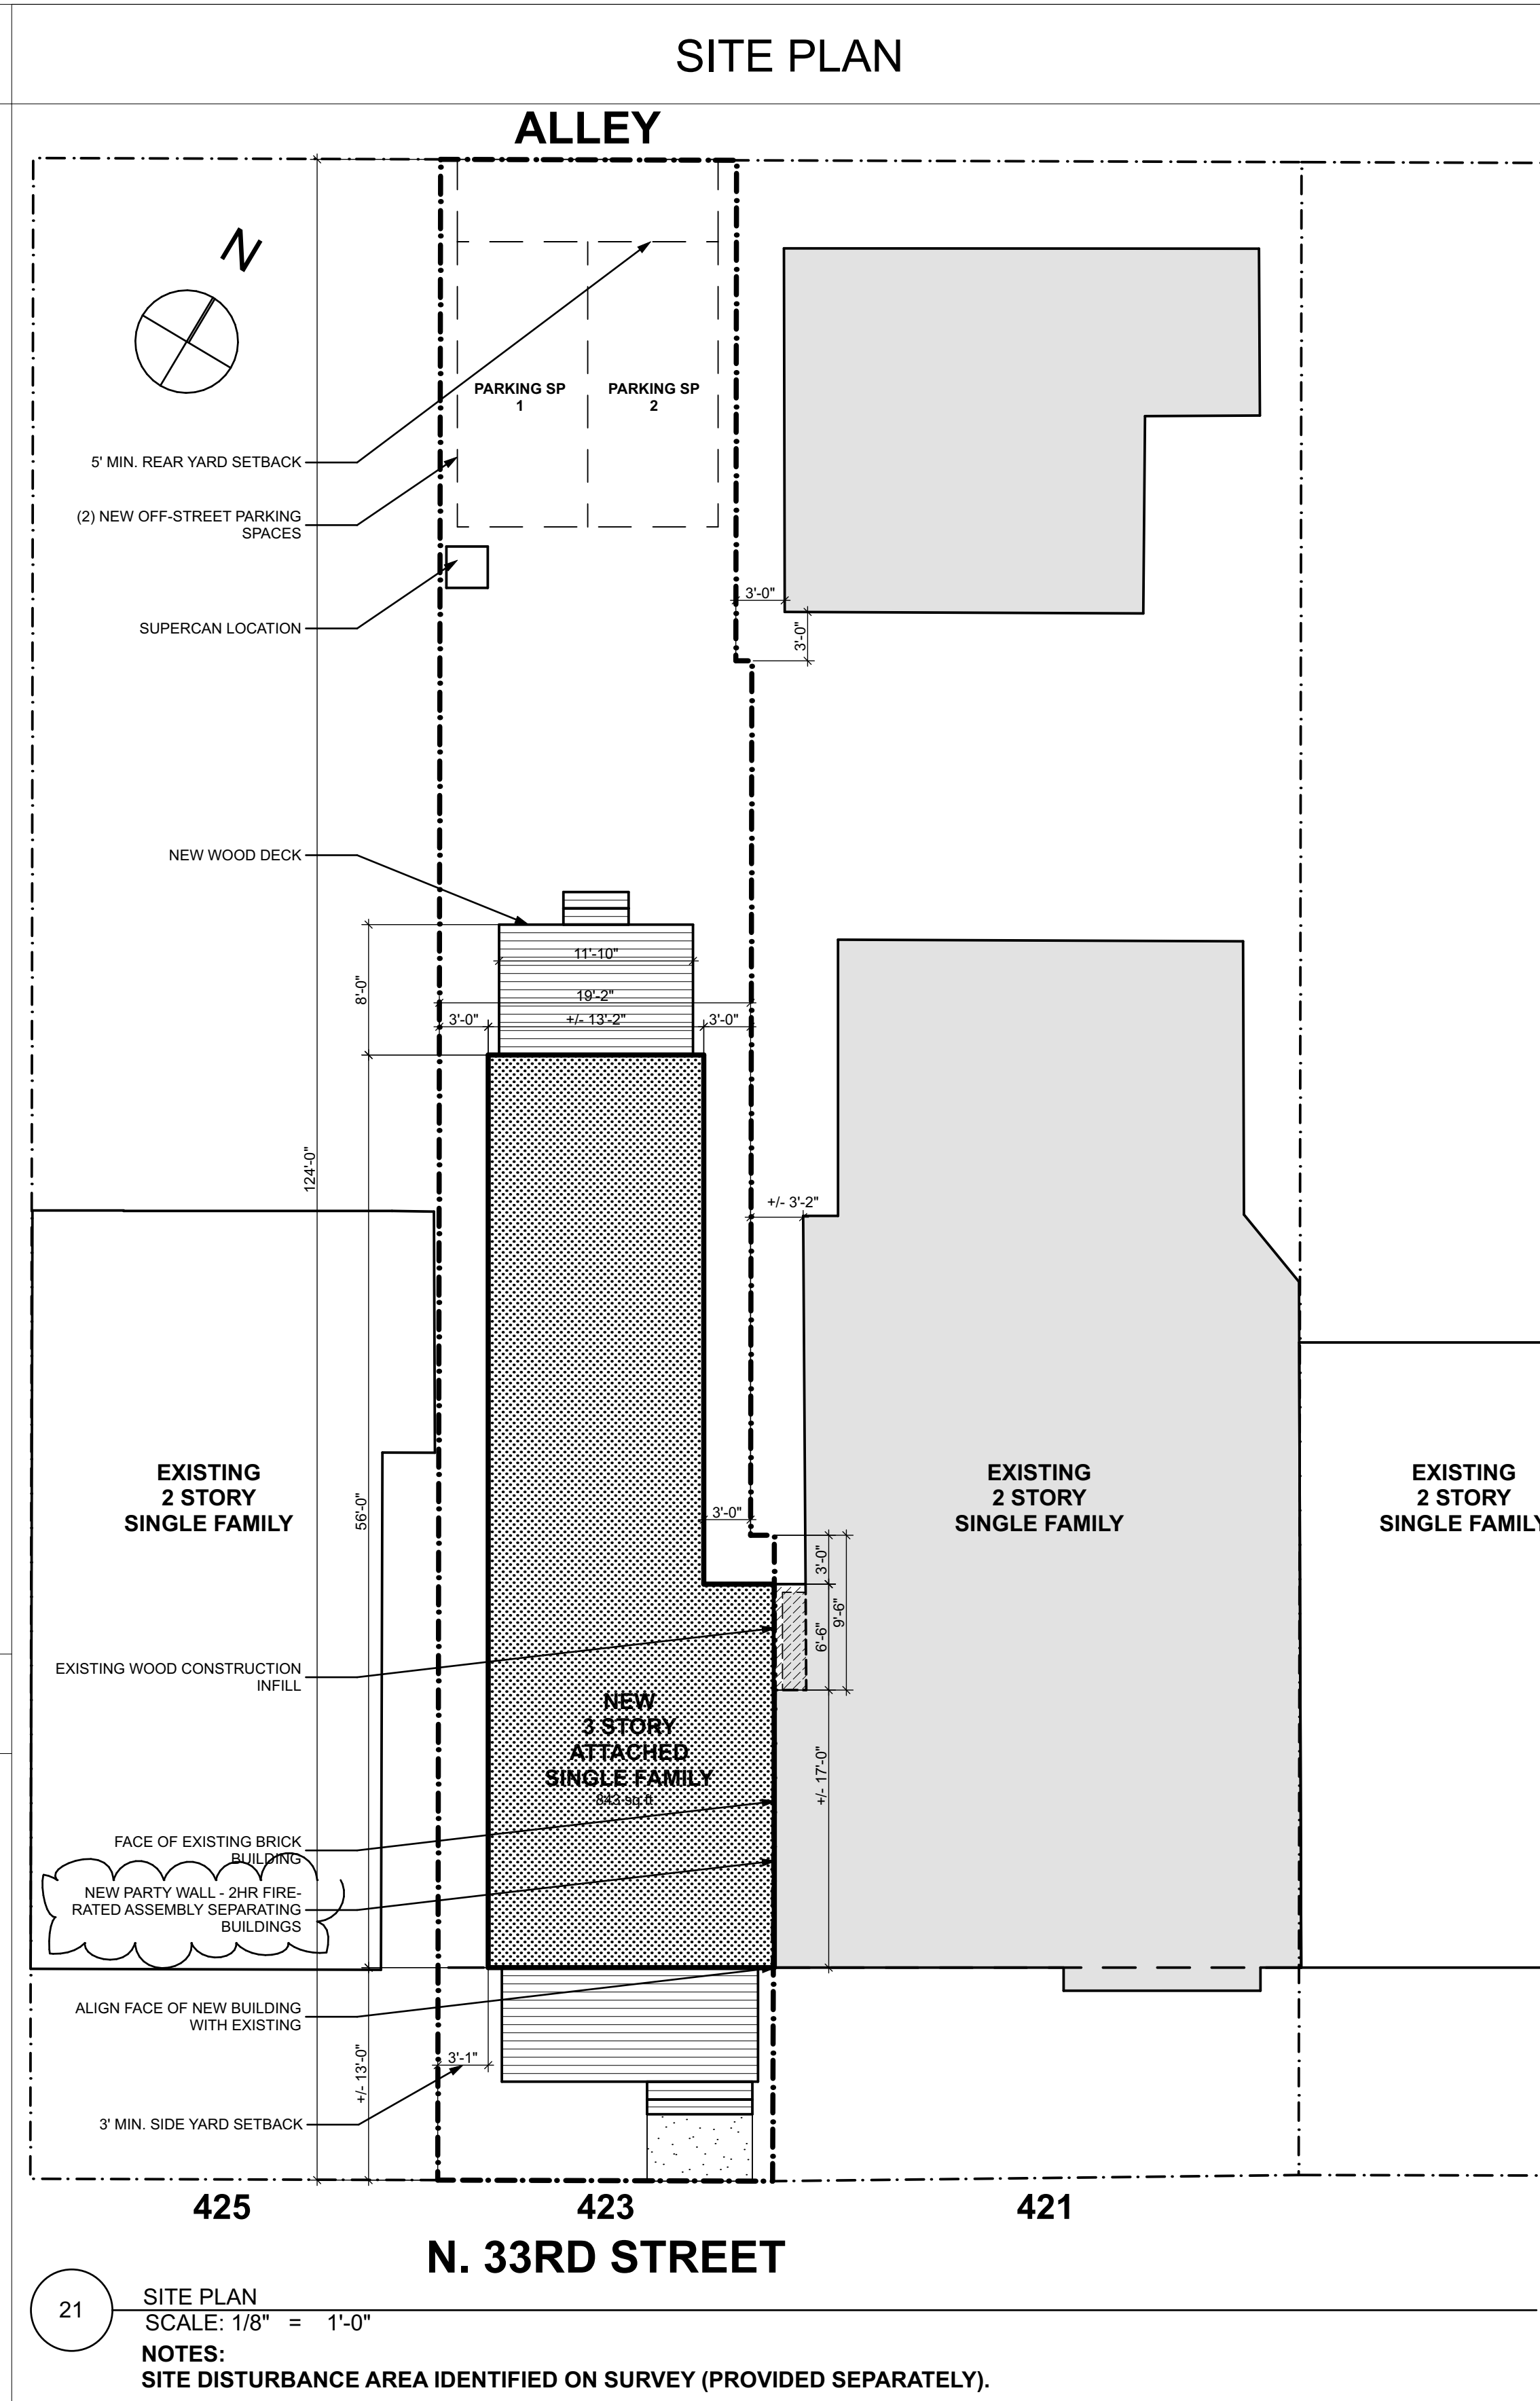 SITE PLAN
ALLEY
N
PARKING SP
1
PARKING SP
2
5' MIN. REAR YARD SETBACK
(2) NEW OFF-STREET PARKING
SPACES
SUPERCAN LOCATION
3'-0"
3'-0"
NEW WOOD DECK
11'-10"
8'-0"
19'-2"
3'-0"
+/- 13'-2"
3'-0"
124'-0"
+/- 3'-2"
EXISTING
2 STORY
SINGLE FAMILY
56'-0"
3'-0"
EXISTING
2 STORY
SINGLE FAMILY
EXISTING
2 STORY
SINGLE FAMILY
3'-0"
9'-6"
6'-6"
EXISTING WOOD CONSTRUCTION
INFILL
NEW
3 STORY
ATTACHED
SINGLE FAMILY
843 sq ft
+/- 17'-0"
FACE OF EXISTING BRICK
BUILDING
NEW PARTY WALL - 2HR FIRE-
RATED ASSEMBLY SEPARATING
BUILDINGS
ALIGN FACE OF NEW BUILDING
WITH EXISTING
3'-1"
+/- 13'-0"
3' MIN. SIDE YARD SETBACK
425
423
421
N. 33RD STREET
21
SITE PLAN
SCALE: 1/8" = 1'-0"
NOTES:
SITE DISTURBANCE AREA IDENTIFIED ON SURVEY (PROVIDED SEPARATELY).